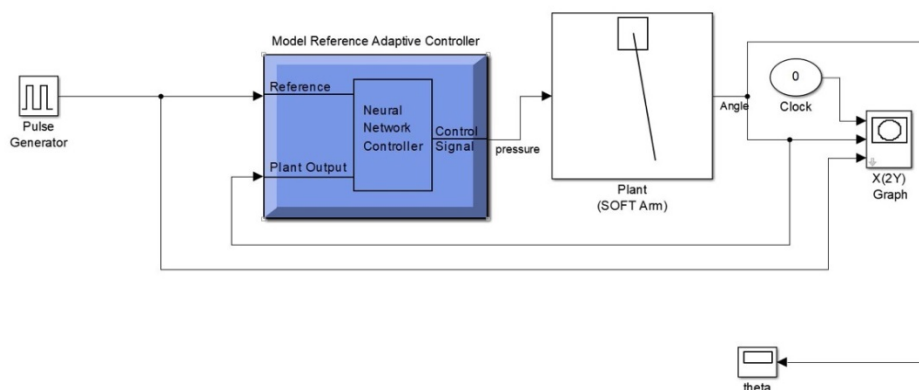 Model Reference Adaptive Controller
Reference
Plant Output
Neural
Network
Controller
Control
Signal
Pulse
Generator
pressure
Plant
(SOFT Arm)
Angle
0
Clock
X(2Y)
Graph
theta